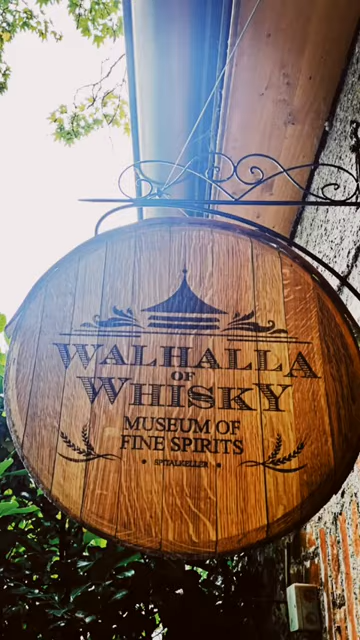 WALHALLA
OF
WHISKY
MUSEUM OF
FINE SPIRITS
• SPITALKELLER •